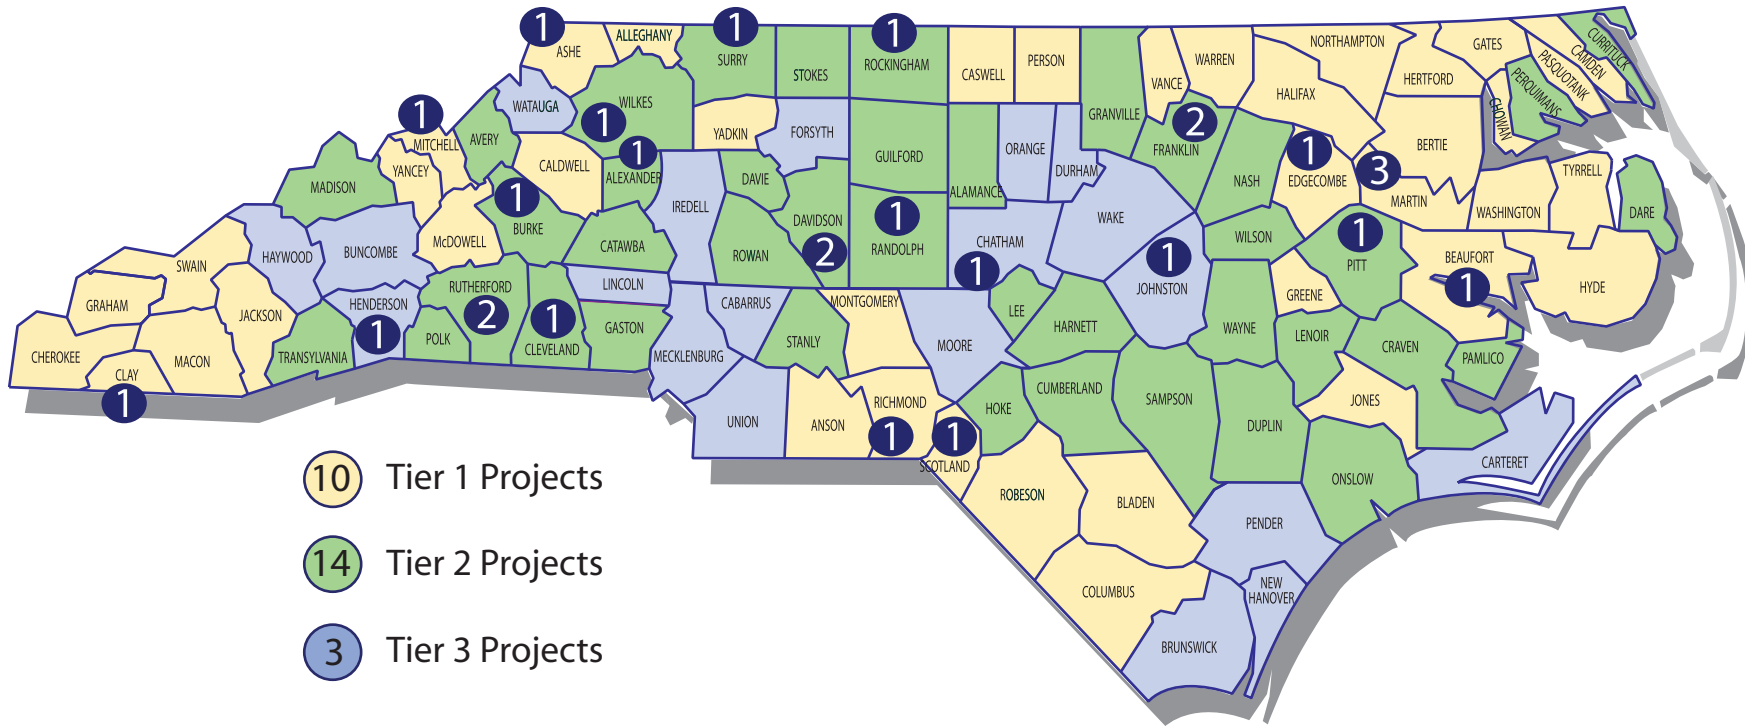 1
ASHE
ALLEGHANY
1
SURRY
STOKES
1
ROCKINGHAM
CASWELL
PERSON
GRANVILLE
VANCE
WARREN
NORTHAMPTON
HALIFAX
GATES
HERTFORD
CURRITUCK
CAMDEN
PASQUOTANK
PERQUIMANS
CHOWAN
WATAUGA
WILKES
1
YADKIN
FORSYTH
GUILFORD
ALAMANCE
ORANGE
DURHAM
2
FRANKLIN
NASH
1
EDGECOMBE
3
MARTIN
BERTIE
WASHINGTON
TYRRELL
DARE
1
MITCHELL
AVERY
YANCEY
CALDWELL
1
ALEXANDER
MADISON
1
BURKE
IREDELL
DAVIE
DAVIDSON
2
1
RANDOLPH
CHATHAM
1
WAKE
WILSON
1
PITT
BEAUFORT
1
HYDE
HAYWOOD
BUNCOMBE
McDOWELL
CATAWBA
ROWAN
SWAIN
GRAHAM
JACKSON
HENDERSON
1
RUTHERFORD
2
POLK
1
CLEVELAND
LINCOLN
GASTON
CABARRUS
MONTGOMERY
STANLY
MECKLENBURG
MOORE
LEE
HARNETT
1
JOHNSTON
WAYNE
GREENE
LENOIR
CRAVEN
PAMLICO
CHEROKEE
CLAY
1
MACON
TRANSYLVANIA
UNION
ANSON
RICHMOND
1
1
SCOTLAND
HOKE
CUMBERLAND
SAMPSON
DUPLIN
JONES
ONSLOW
CARTERET
ROBESON
BLADEN
PENDER
COLUMBUS
NEW
HANOVER
BRUNSWICK
10 Tier 1 Projects
14 Tier 2 Projects
3 Tier 3 Projects